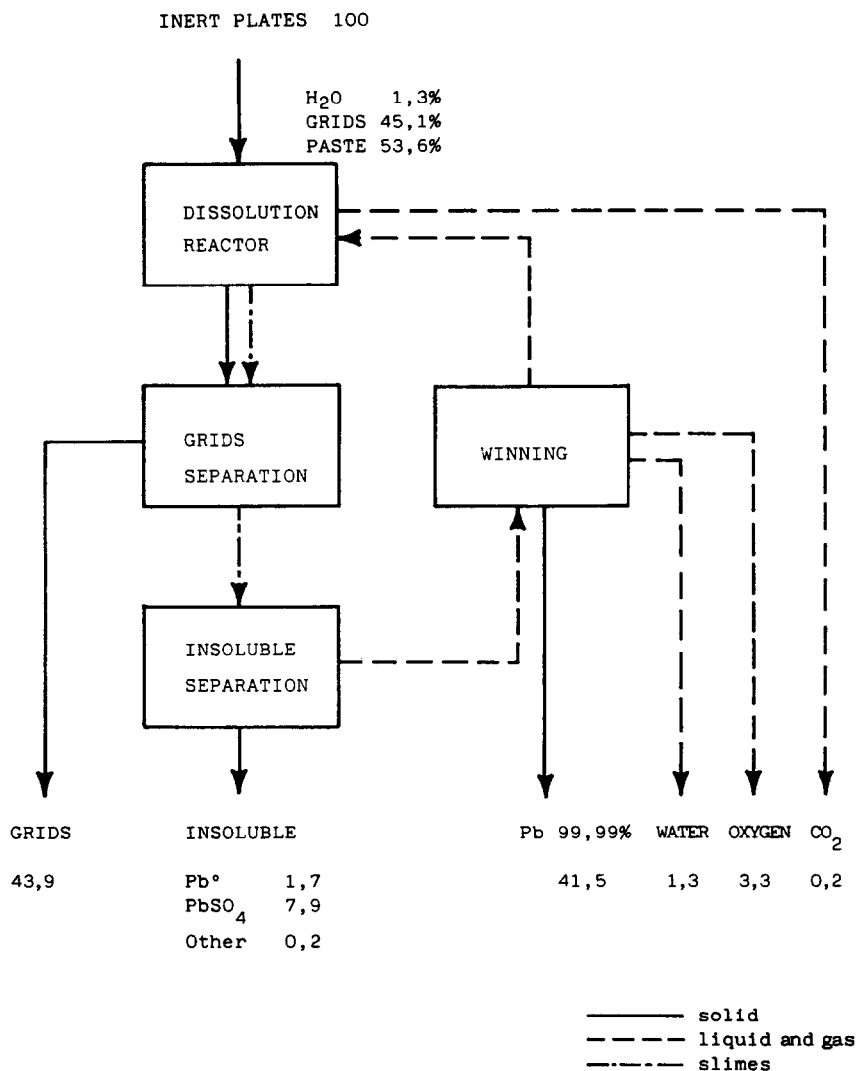 INERT PLATES 100
H₂O 1,3%
GRIDS 45,1%
PASTE 53,6%
DISSOLUTION
REACTOR
GRIDS
SEPARATION
WINNING
INSOLUBLE
SEPARATION
GRIDS INSOLUBLE Pb 99,99% WATER OXYGEN CO₂
43,9 Pb° 1,7 41,5 1,3 3,3 0,2
PbSO₄ 7,9
Other 0,2
solid
liquid and gas
slimes